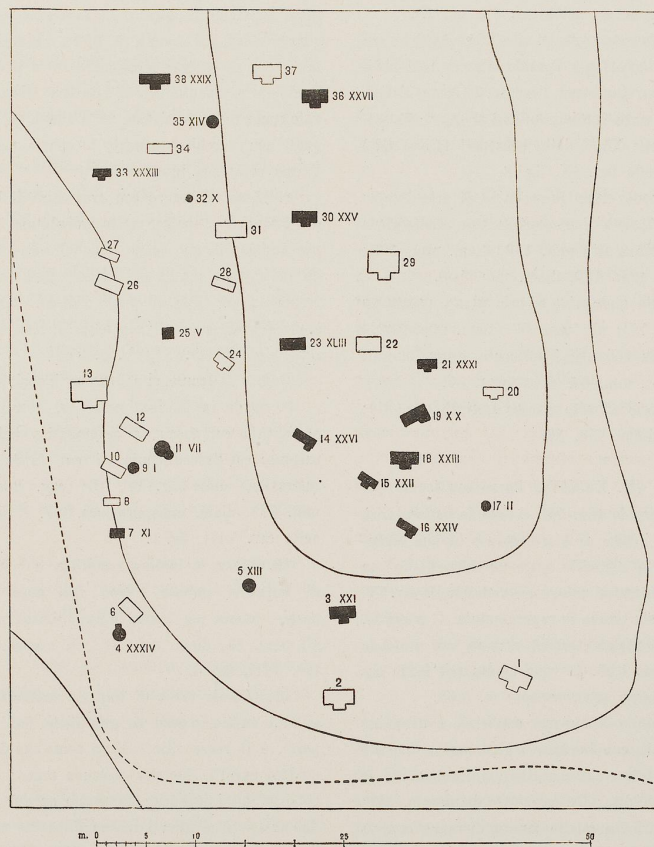 37
38 XXIX
36 XXVII
35 XIV
34
33 XXXIII
32 X
30 XXV
31
27
28
29
26
25 V
23 XLIII
22
24
21 XXXI
13
20
19 XX
12
14 XXVI
11 VII
18 XXIII
10
9 I
15 XXII
8
17 II
7 XI
16 XXIV
5 XIII
3 XXI
6
4 XXXIV
1
2
m. 0 5 10 25 50